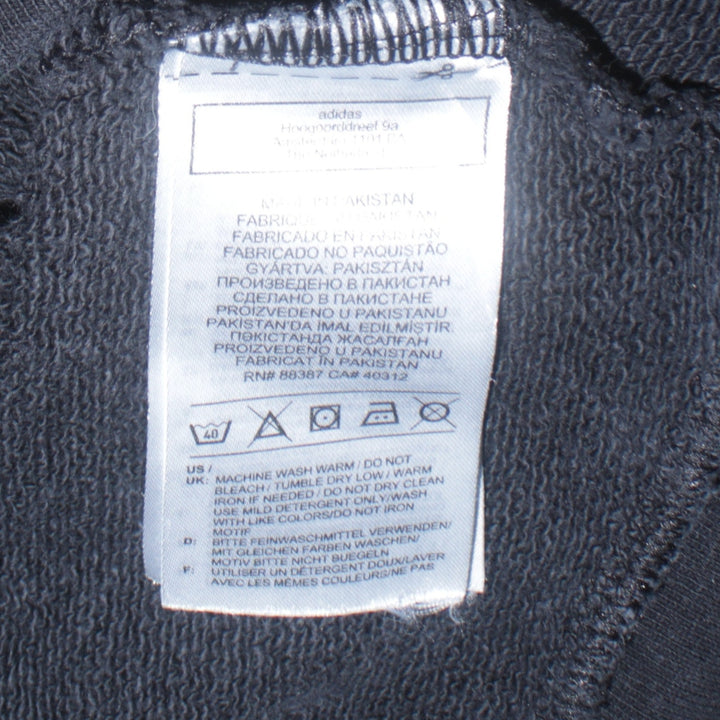 adidas
Hoogoorddreef 9a
MADE IN PAKISTAN
FABRIQUE
FABRICADO EN PAKISTAN
FABRICADO NO PAQUISTÃO
GYÁRTVA: PAKISZTÁN
ПРОИЗВЕДЕНО В ПАКИСТАН
СДЕЛАНО В ПАКИСТАНЕ
PROIZVEDENO U PAKISTANU
PAKİSTAN'DA İMAL EDİLMİŞTİR.
ПӘКІСТАНДА ЖАСАЛҒАН
PROIZVEDENO U PAKISTANU
FABRICAT ÎN PAKISTAN
RN# 88387 CA# 40312
40
US /
UK: MACHINE WASH WARM / DO NOT
BLEACH / TUMBLE DRY LOW / WARM
IRON IF NEEDED / DO NOT DRY CLEAN
USE MILD DETERGENT ONLY/WASH
WITH LIKE COLORS/DO NOT IRON
MOTIF
D: BITTE FEINWASCHMITTEL VERWENDEN/
MIT GLEICHEN FARBEN WASCHEN/
MOTIV BITTE NICHT BUEGELN
F: UTILISER UN DÉTERGENT DOUX/LAVER
AVEC LES MÊMES COULEURS/NE PAS